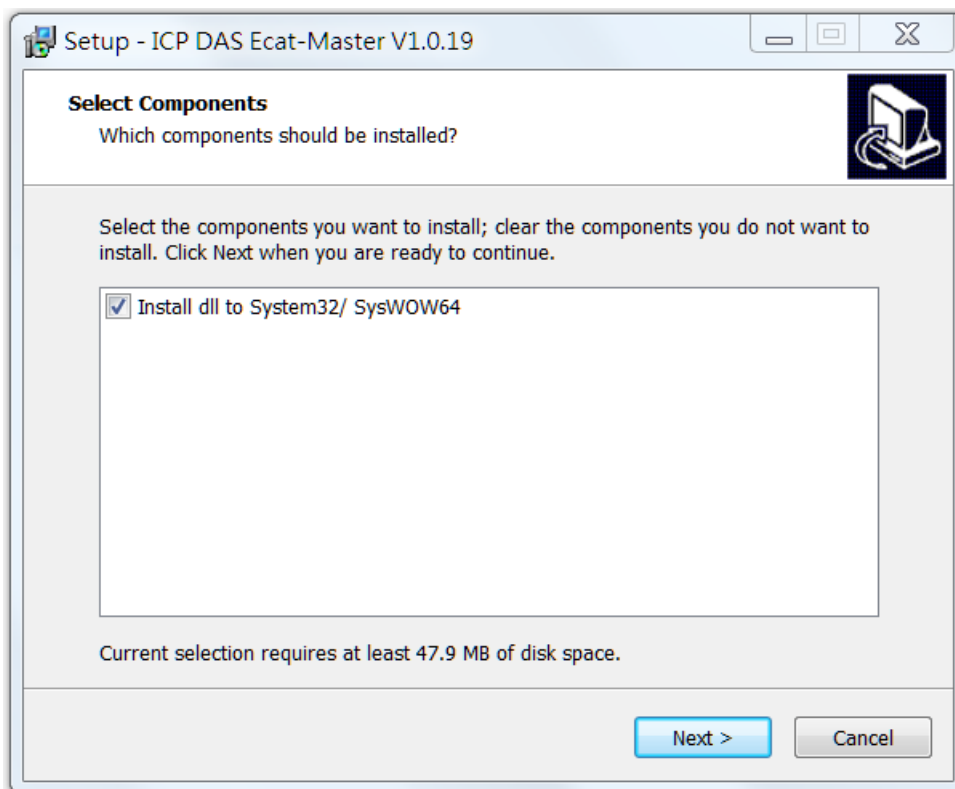 Setup - ICP DAS Ecat-Master V1.0.19
Select Components
Which components should be installed?
Select the components you want to install; clear the components you do not want to
install. Click Next when you are ready to continue.
Install dll to System32/ SysWOW64
Current selection requires at least 47.9 MB of disk space.
Next >
Cancel